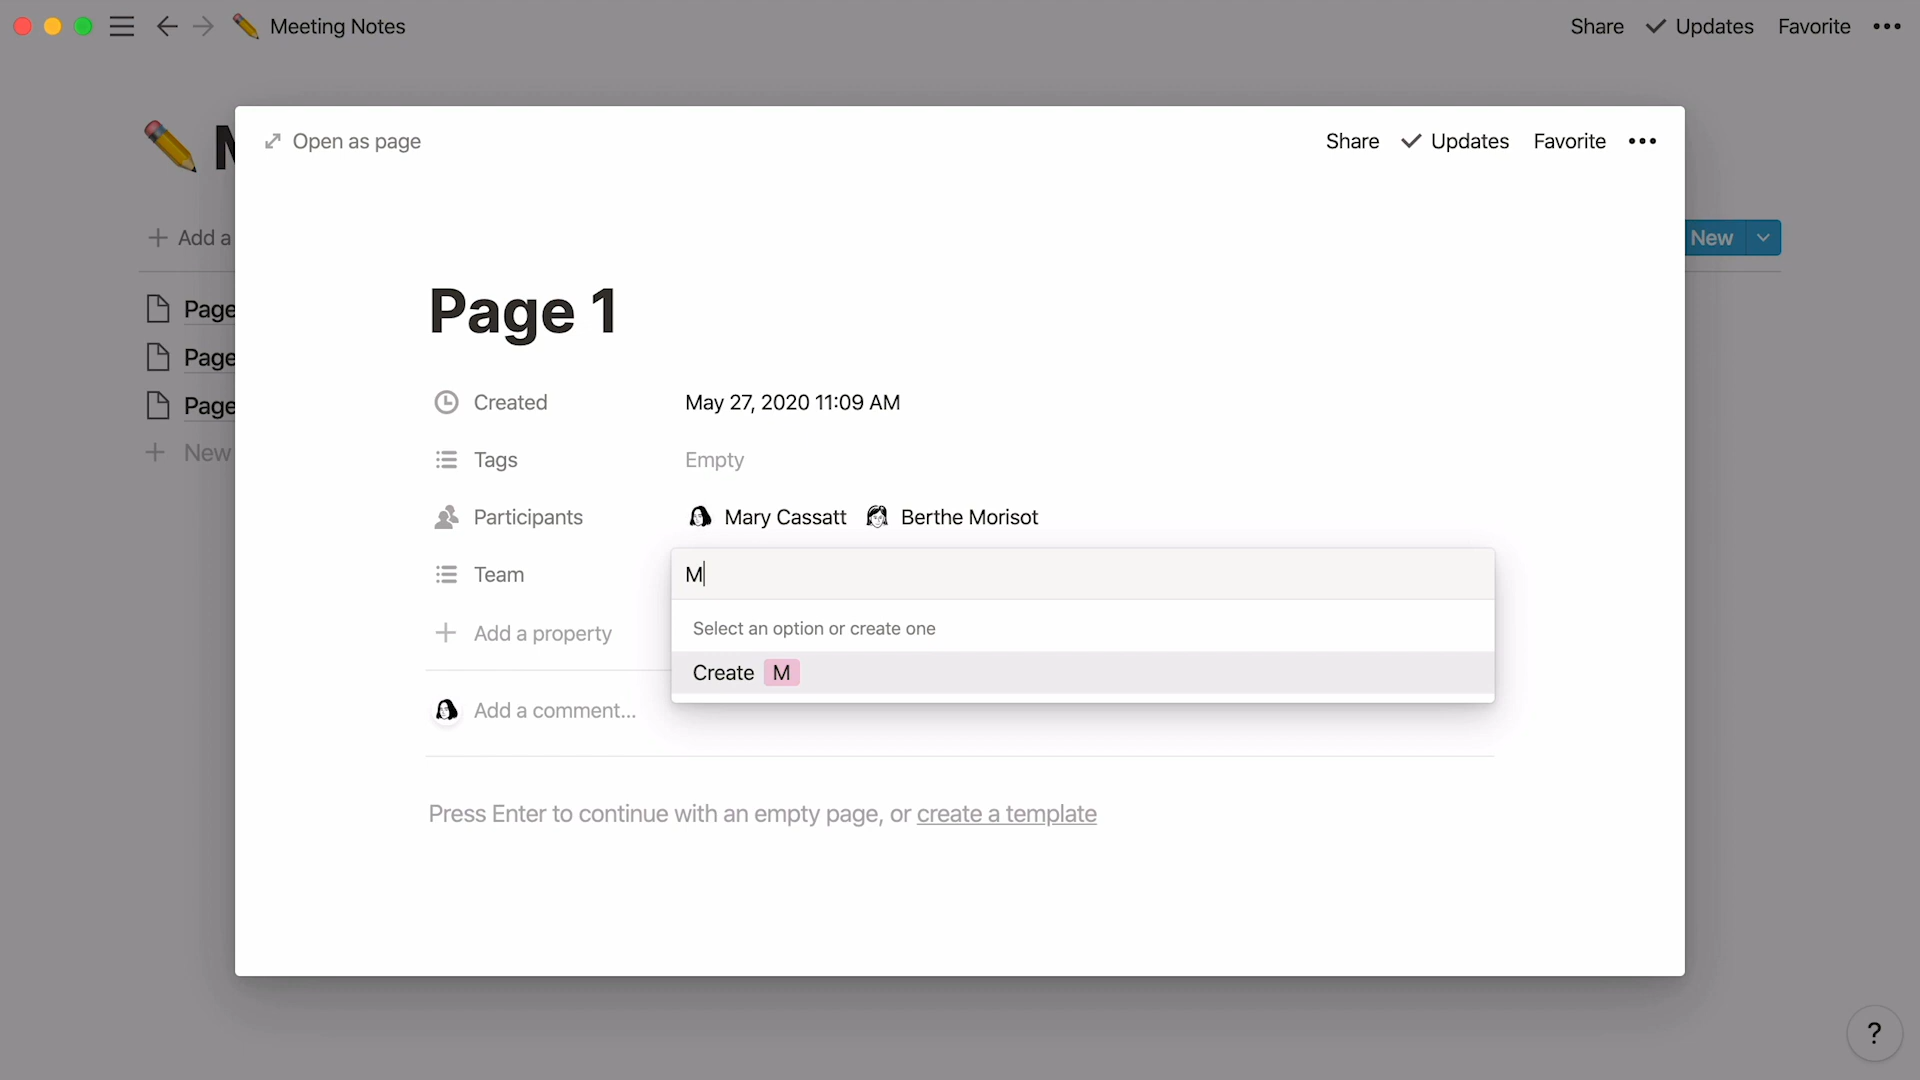 Meeting Notes
Share Updates Favorite
M
Open as page
Share Updates Favorite
Add a
New
Page 1
Page
Page
Page
New
Created May 27, 2020 11:09 AM
Tags Empty
Participants Mary Cassatt Berthe Morisot
Team M
Select an option or create one
Add a property
Create M
Add a comment...
Press Enter to continue with an empty page, or create a template
?